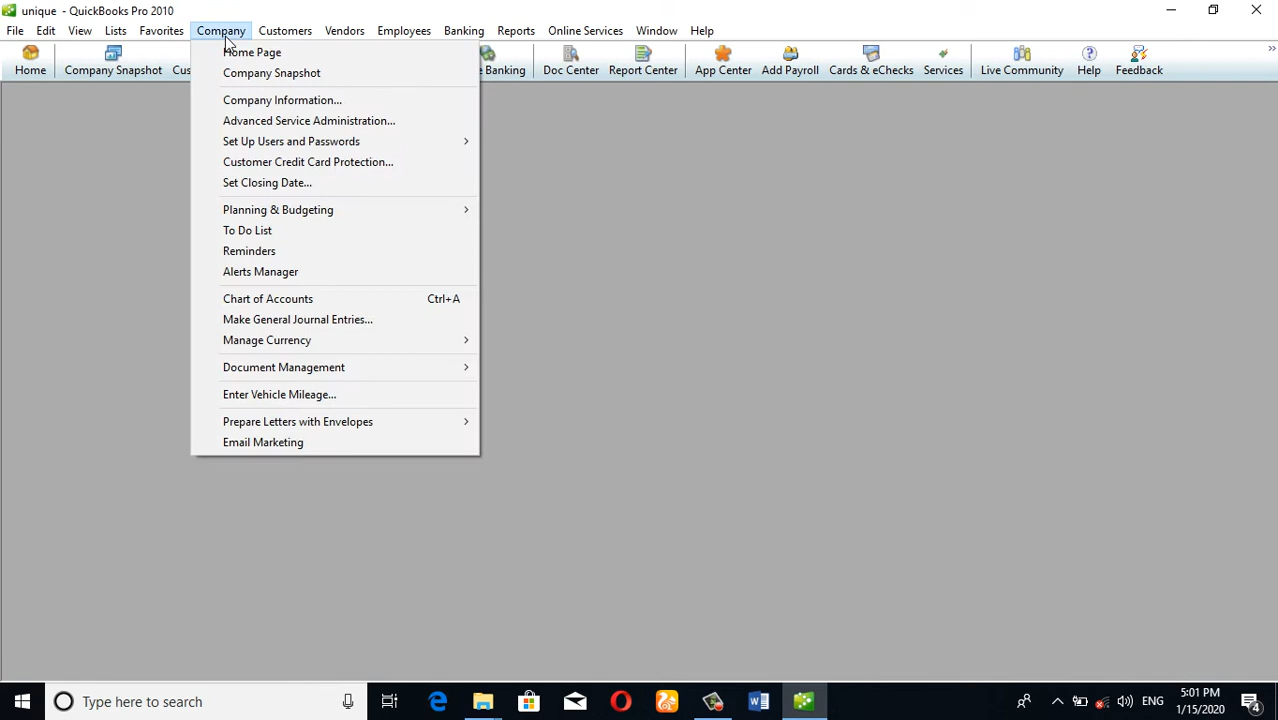 unique - QuickBooks Pro 2010
File Edit View Lists Favorites Company Customers Vendors Employees Banking Reports Online Services Window Help
Home Company Snapshot Cus Banking Doc Center Report Center App Center Add Payroll Cards & eChecks Services Live Community Help Feedback
Home Page
Company Snapshot
Company Information...
Advanced Service Administration...
Set Up Users and Passwords
Customer Credit Card Protection...
Set Closing Date...
Planning & Budgeting
To Do List
Reminders
Alerts Manager
Chart of Accounts Ctrl+A
Make General Journal Entries...
Manage Currency
Document Management
Enter Vehicle Mileage...
Prepare Letters with Envelopes
Email Marketing
Type here to search
ENG
5:01 PM
1/15/2020
4